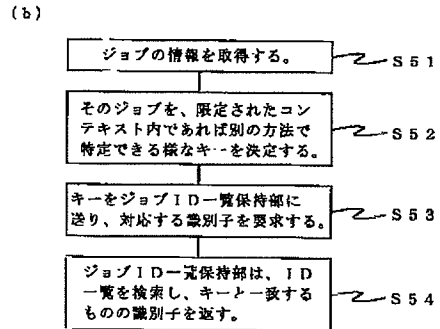 (b)
ジョブの情報を取得する。
S51
そのジョブを、限定されたコン
テキスト内であれば別の方法で
特定できる様なキーを決定する。
S52
キーをジョブID一覧保持部に
送り、対応する識別子を要求する。
S53
ジョブID一覧保持部は、ID
一覧を検索し、キーと一致する
ものの識別子を返す。
S54